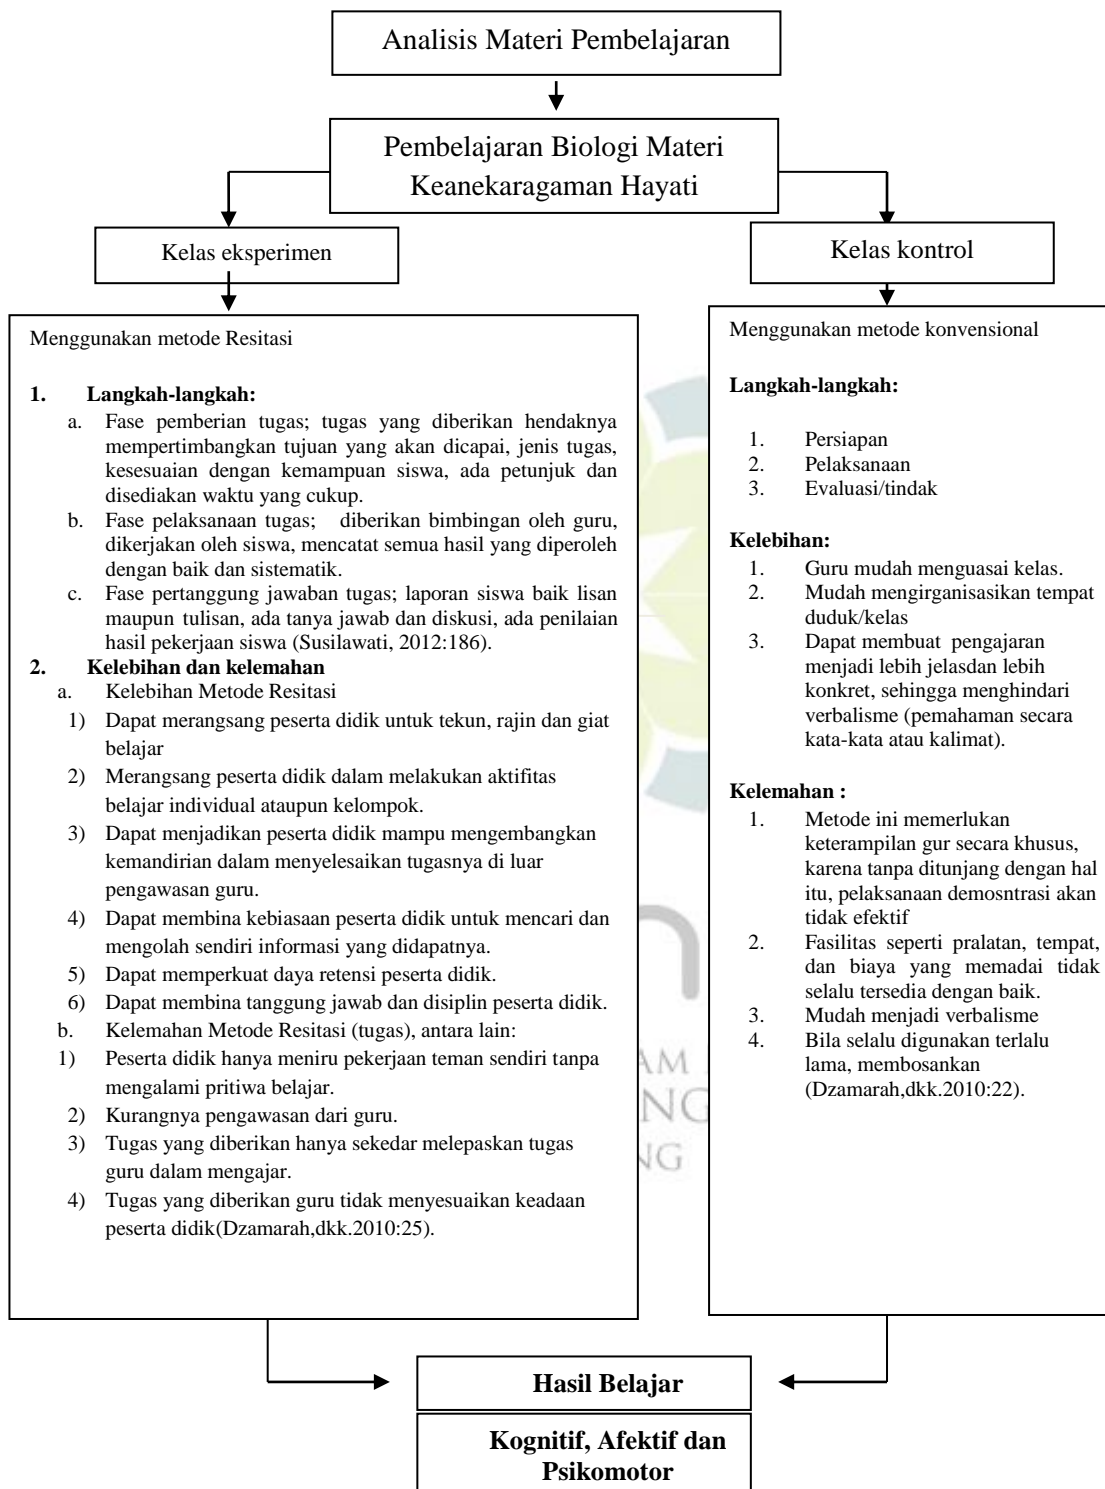 Analisis Materi Pembelajaran
Pembelajaran Biologi Materi
Keanekaragaman Hayati
Kelas eksperimen
Kelas kontrol
Menggunakan metode Resitasi
1. Langkah-langkah:
a. Fase pemberian tugas; tugas yang diberikan hendaknya
mempertimbangkan tujuan yang akan dicapai, jenis tugas,
kesesuaian dengan kemampuan siswa, ada petunjuk dan
disediakan waktu yang cukup.
b. Fase pelaksanaan tugas; diberikan bimbingan oleh guru,
dikerjakan oleh siswa, mencatat semua hasil yang diperoleh
dengan baik dan sistematik.
c. Fase pertanggung jawaban tugas; laporan siswa baik lisan
maupun tulisan, ada tanya jawab dan diskusi, ada penilaian
hasil pekerjaan siswa (Susilawati, 2012:186).
2. Kelebihan dan kelemahan
a. Kelebihan Metode Resitasi
1) Dapat merangsang peserta didik untuk tekun, rajin dan giat
belajar
2) Merangsang peserta didik dalam melakukan aktifitas
belajar individual ataupun kelompok.
3) Dapat menjadikan peserta didik mampu mengembangkan
kemandirian dalam menyelesaikan tugasnya di luar
pengawasan guru.
4) Dapat membina kebiasaan peserta didik untuk mencari dan
mengolah sendiri informasi yang didapatnya.
5) Dapat memperkuat daya retensi peserta didik.
6) Dapat membina tanggung jawab dan disiplin peserta didik.
b. Kelemahan Metode Resitasi (tugas), antara lain:
1) Peserta didik hanya meniru pekerjaan teman sendiri tanpa
mengalami pritiwa belajar.
2) Kurangnya pengawasan dari guru.
3) Tugas yang diberikan hanya sekedar melepaskan tugas
guru dalam mengajar.
4) Tugas yang diberikan guru tidak menyesuaikan keadaan
peserta didik(Dzamarah,dkk.2010:25).
Menggunakan metode konvensional
Langkah-langkah:
1. Persiapan
2. Pelaksanaan
3. Evaluasi/tindak
Kelebihan:
1. Guru mudah menguasai kelas.
2. Mudah mengirganisasikan tempat
duduk/kelas
3. Dapat membuat pengajaran
menjadi lebih jelasdan lebih
konkret, sehingga menghindari
verbalisme (pemahaman secara
kata-kata atau kalimat).
Kelemahan :
1. Metode ini memerlukan
keterampilan gur secara khusus,
karena tanpa ditunjang dengan hal
itu, pelaksanaan demosntrasi akan
tidak efektif
2. Fasilitas seperti pralatan, tempat,
dan biaya yang memadai tidak
selalu tersedia dengan baik.
3. Mudah menjadi verbalisme
4. Bila selalu digunakan terlalu
lama, membosankan
(Dzamarah,dkk.2010:22).
Hasil Belajar
Kognitif, Afektif dan
Psikomotor